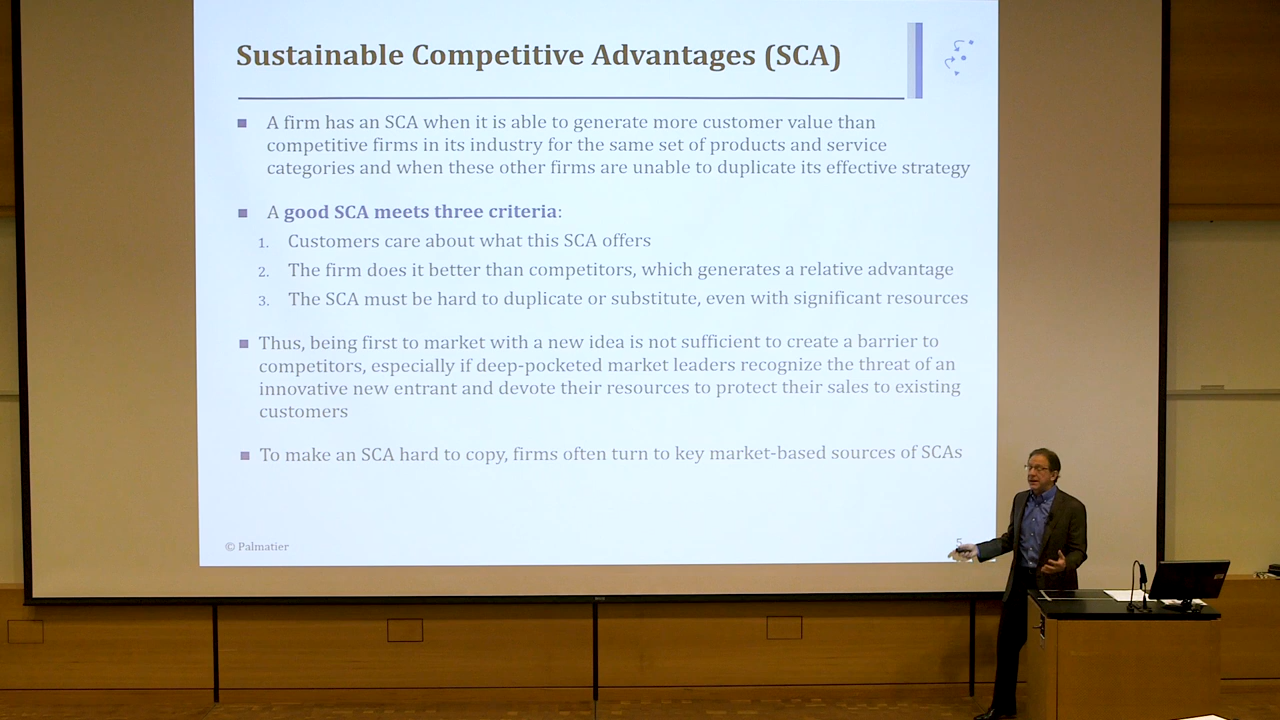 Sustainable Competitive Advantages (SCA)
A firm has an SCA when it is able to generate more customer value than
competitive firms in its industry for the same set of products and service
categories and when these other firms are unable to duplicate its effective strategy
A good SCA meets three criteria:
1. Customers care about what this SCA offers
2. The firm does it better than competitors, which generates a relative advantage
3. The SCA must be hard to duplicate or substitute, even with significant resources
Thus, being first to market with a new idea is not sufficient to create a barrier to
competitors, especially if deep-pocketed market leaders recognize the threat of an
innovative new entrant and devote their resources to protect their sales to existing
customers
To make an SCA hard to copy, firms often turn to key market-based sources of SCAs
© Palmatier
5